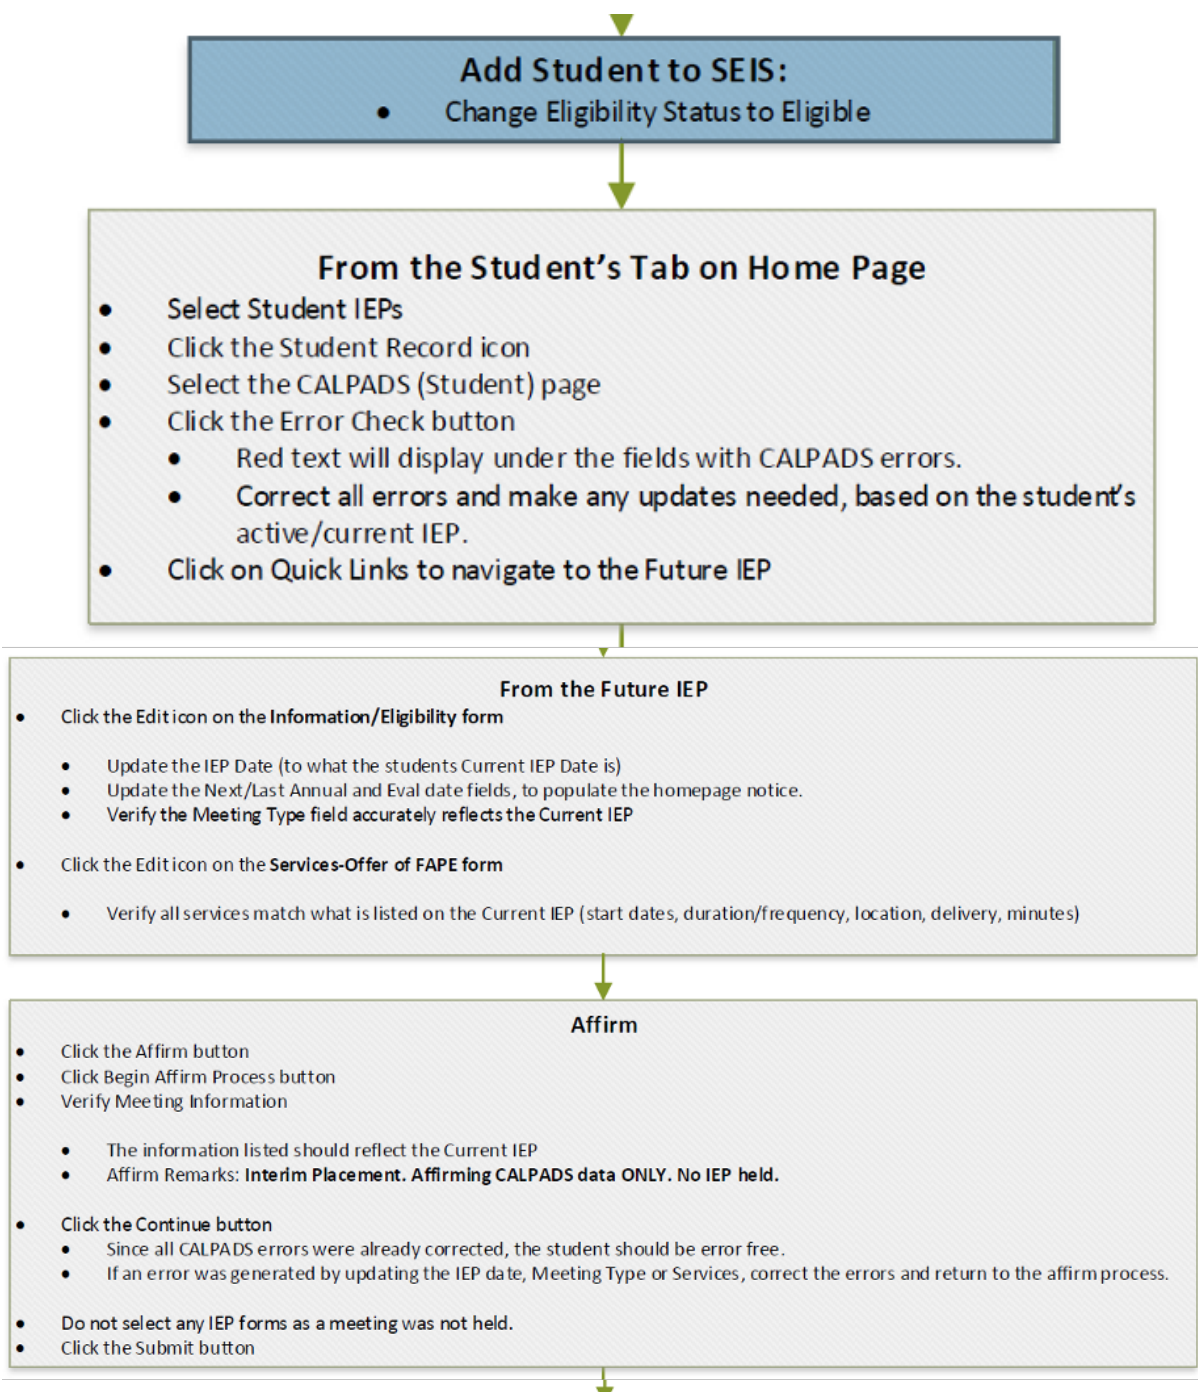 Add Student to SEIS:
• Change Eligibility Status to Eligible
From the Student's Tab on Home Page
• Select Student IEPs
• Click the Student Record icon
• Select the CALPADS (Student) page
• Click the Error Check button
• Red text will display under the fields with CALPADS errors.
• Correct all errors and make any updates needed, based on the student's
active/current IEP.
• Click on Quick Links to navigate to the Future IEP
From the Future IEP
• Click the Edit icon on the Information/Eligibility form
• Update the IEP Date (to what the students Current IEP Date is)
• Update the Next/Last Annual and Eval date fields, to populate the homepage notice.
• Verify the Meeting Type field accurately reflects the Current IEP
• Click the Edit icon on the Services-Offer of FAPE form
• Verify all services match what is listed on the Current IEP (start dates, duration/frequency, location, delivery, minutes)
Affirm
• Click the Affirm button
• Click Begin Affirm Process button
• Verify Meeting Information
• The information listed should reflect the Current IEP
• Affirm Remarks: Interim Placement. Affirming CALPADS data ONLY. No IEP held.
• Click the Continue button
• Since all CALPADS errors were already corrected, the student should be error free.
• If an error was generated by updating the IEP date, Meeting Type or Services, correct the errors and return to the affirm process.
• Do not select any IEP forms as a meeting was not held.
• Click the Submit button